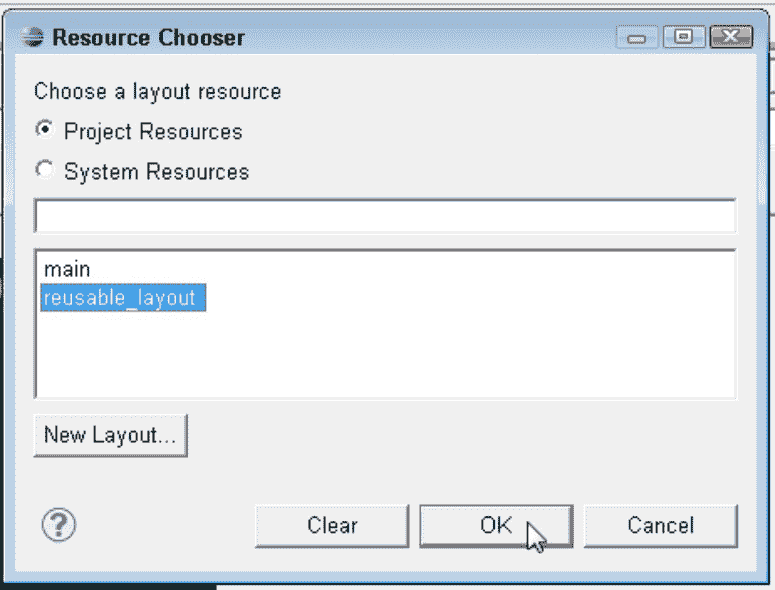 Resource Chooser
Choose a layout resource
Project Resources
System Resources
main
reusable_layout
New Layout...
?
Clear
OK
Cancel